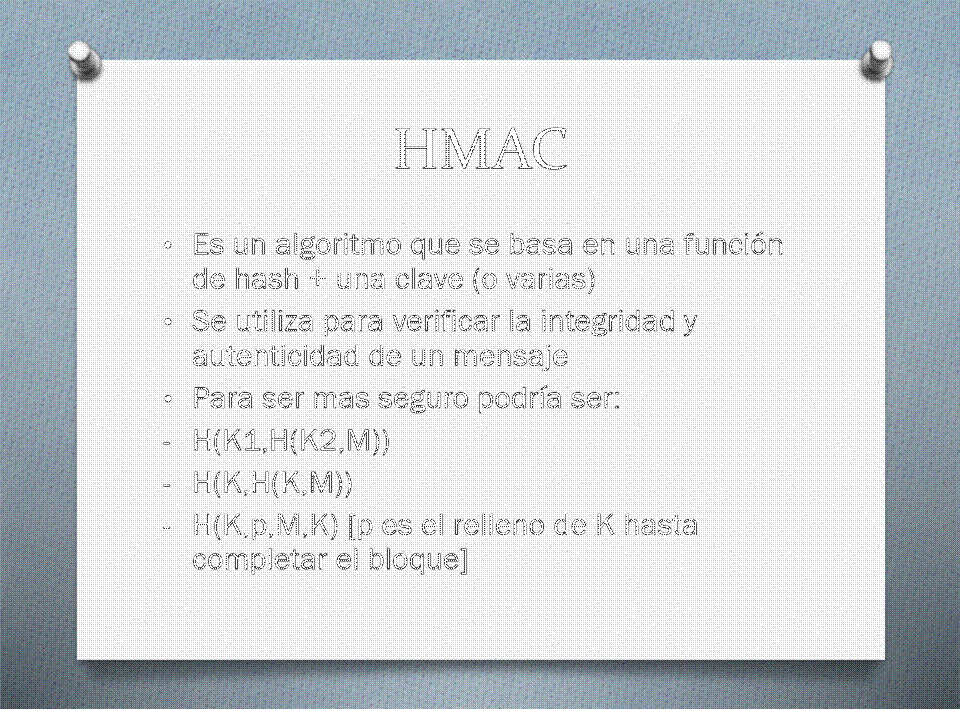 HMAC
• Es un algoritmo que se basa en una función
de hash + una clave (o varias)
• Se utiliza para verificar la integridad y
autenticidad de un mensaje
• Para ser mas seguro podría ser:
- H(K1,H(K2,M))
- H(K,H(K,M))
- H(K,p,M,K) [p es el relleno de K hasta
completar el bloque]